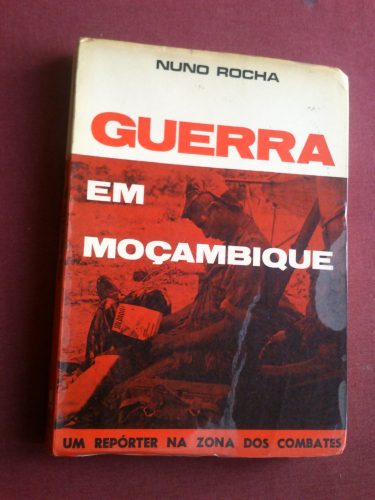 NUNO ROCHA
GUERRA
EM
MOÇAMBIQUE
UM REPÓRTER NA ZONA DOS COMBATES